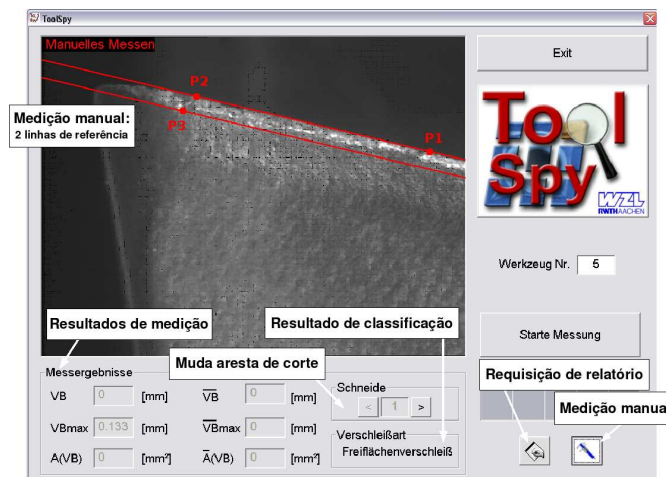 ToolSpy
Manuelles Messen
P2
P3
P1
Medição manual:
2 linhas de referência
Exit
Tool
Spy
WZL
RWTHAACHEN
Werkzeug Nr. 5
Resultados de medição
Resultado de classificação
Starte Messung
Muda aresta de corte
Requisição de relatório
Medição manua
Messergebnisse
VB 0 [mm] VB 0 [mm]
VBmax 0.133 [mm] VBmax 0 [mm]
A(VB) 0 [mm²] A(VB) 0 [mm²]
Schneide
< 1 >
Verschleißart
Freiflächenverschleiß